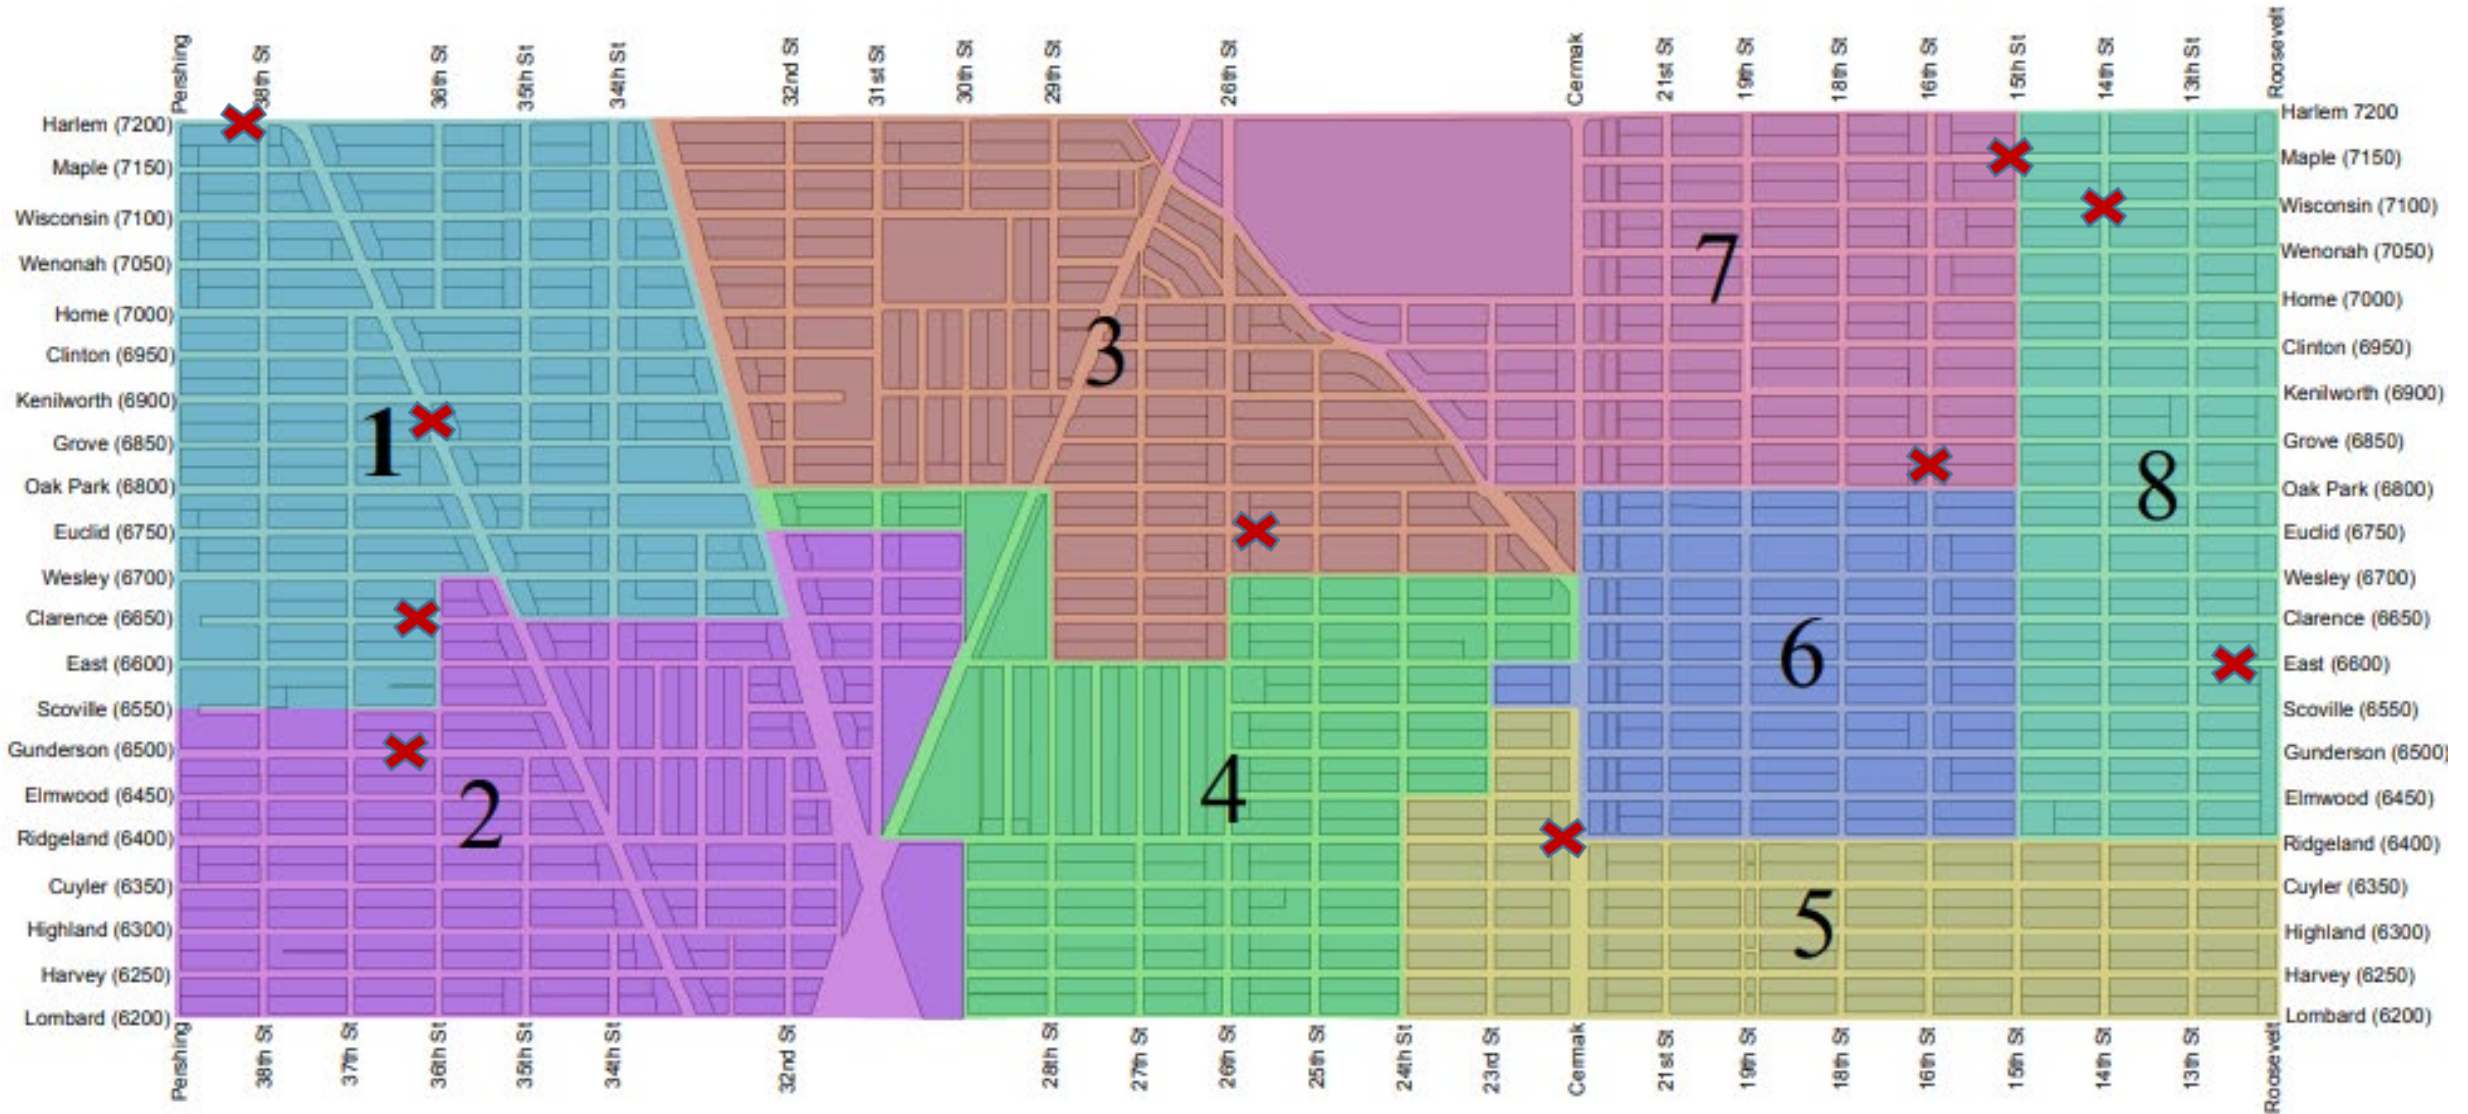 Pershing
38th St
36th St
35th St
34th St
32nd St
31st St
30th St
29th St
26th St
Cermak
21st St
19th St
18th St
16th St
15th St
14th St
13th St
Roosevelt
Harlem (7200)
Maple (7150)
Wisconsin (7100)
Wenonah (7050)
Home (7000)
Clinton (6950)
Kenilworth (6900)
Grove (6850)
Oak Park (6800)
Euclid (6750)
Wesley (6700)
Clarence (6650)
East (6600)
Scoville (6550)
Gunderson (6500)
Elmwood (6450)
Ridgeland (6400)
Cuyler (6350)
Highland (6300)
Harvey (6250)
Lombard (6200)
1
2
3
4
7
6
5
8
Harlem 7200
Maple (7150)
Wisconsin (7100)
Wenonah (7050)
Home (7000)
Clinton (6950)
Kenilworth (6900)
Grove (6850)
Oak Park (6800)
Euclid (6750)
Wesley (6700)
Clarence (6650)
East (6600)
Scoville (6550)
Gunderson (6500)
Elmwood (6450)
Ridgeland (6400)
Cuyler (6350)
Highland (6300)
Harvey (6250)
Lombard (6200)
Pershing
38th St
37th St
36th St
35th St
34th St
32nd St
28th St
27th St
26th St
25th St
24th St
23rd St
Cermak
21st St
19th St
18th St
16th St
15th St
14th St
13th St
Roosevelt